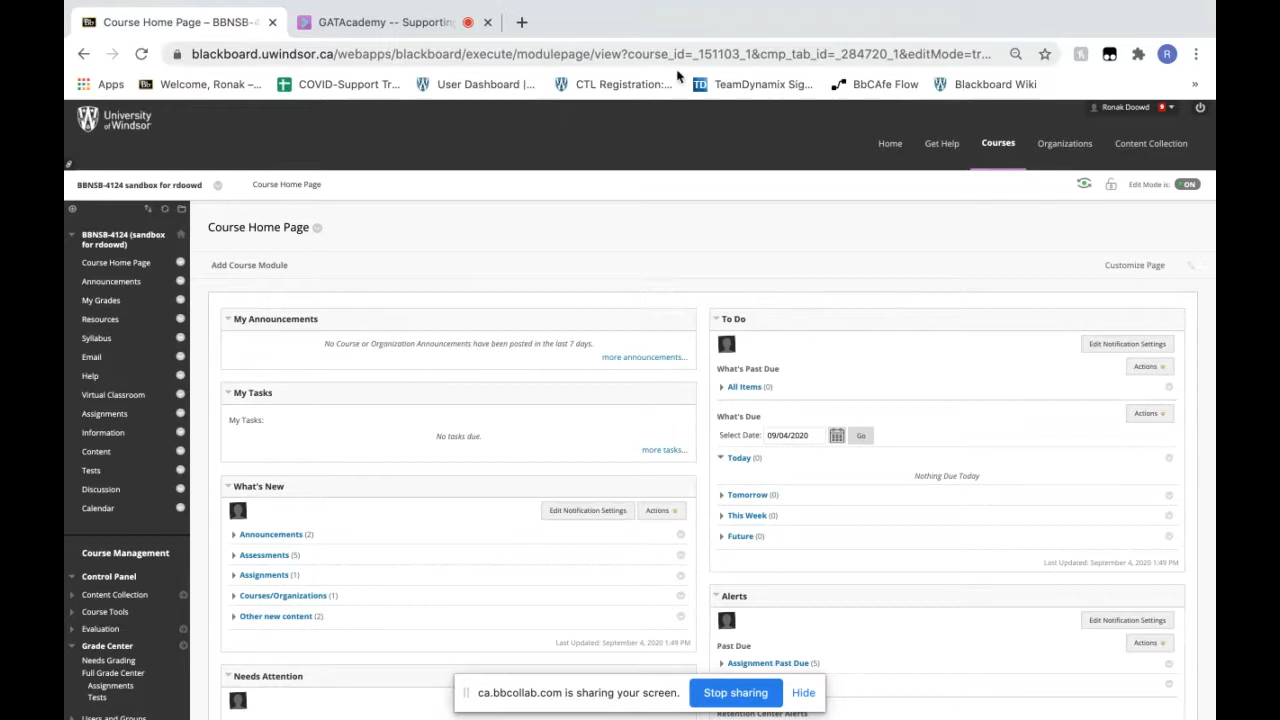 Course Home Page – BBNSB-4
GATAcademy -- Supporting
blackboard.uwindsor.ca/webapps/blackboard/execute/modulepage/view?course_id=_151103_1&cmp_tab_id=_284720_1&editMode=tr...
R
Apps
Welcome, Ronak –...
COVID-Support Tr...
User Dashboard |...
CTL Registration:...
TeamDynamix Sig...
BbCAfe Flow
Blackboard Wiki
»
University of Windsor
Ronak Doowd
Home
Get Help
Courses
Organizations
Content Collection
BBNSB-4124 sandbox for rdoowd
Course Home Page
Edit Mode is:
ON
BBNSB-4124 (sandbox
for rdoowd)
Course Home Page
Announcements
My Grades
Resources
Syllabus
Email
Help
Virtual Classroom
Assignments
Information
Content
Tests
Discussion
Calendar
Course Management
Control Panel
Content Collection
Course Tools
Evaluation
Grade Center
Needs Grading
Full Grade Center
Assignments
Tests
Users and Groups
Course Home Page
Add Course Module
Customize Page
My Announcements
No Course or Organization Announcements have been posted in the last 7 days.
more announcements...
My Tasks
My Tasks:
No tasks due.
more tasks...
What's New
Edit Notification Settings
Actions
Announcements (2)
Assessments (5)
Assignments (1)
Courses/Organizations (1)
Other new content (2)
Last Updated: September 4, 2020 1:49 PM
Needs Attention
To Do
Edit Notification Settings
What's Past Due
Actions
All Items (0)
What's Due
Actions
Select Date: 09/04/2020 Go
Today (0)
Nothing Due Today
Tomorrow (0)
This Week (0)
Future (0)
Last Updated: September 4, 2020 1:49 PM
Alerts
Edit Notification Settings
Past Due
Actions
Assignment Past Due (5)
Retention Center Alerts
ca.bbcollab.com is sharing your screen.
Stop sharing
Hide